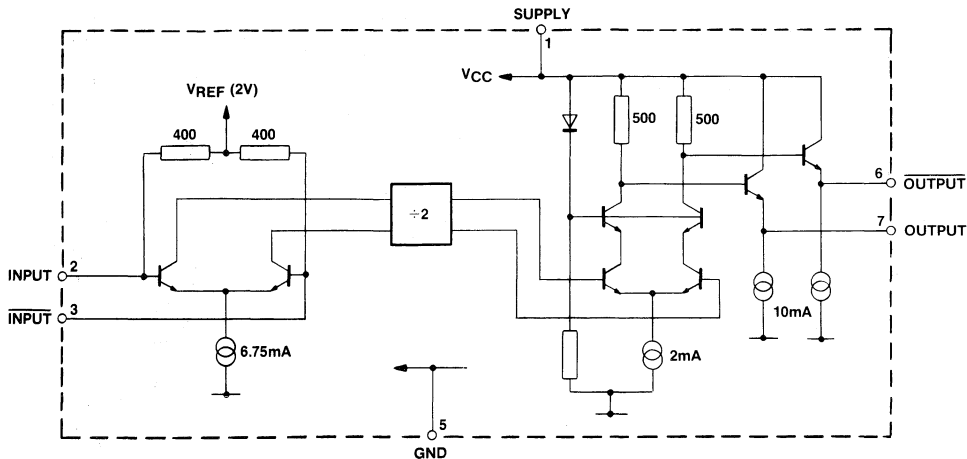 SUPPLY
1
VCC
VREF (2V)
400 400
500 500
÷2
6 OUTPUT
7 OUTPUT
INPUT 2
INPUT 3
6.75mA
2mA
10mA
5
GND